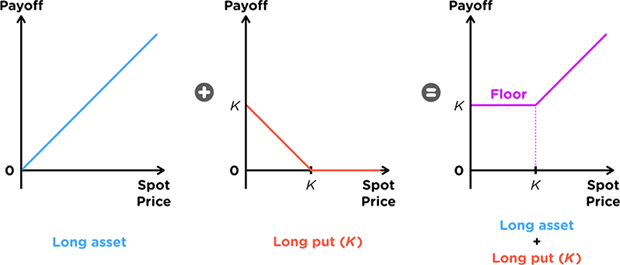 Payoff
0
Spot
Price
Long asset
+
Payoff
K
0
K
Spot
Price
Long put (K)
=
Payoff
Floor
K
0
K
Spot
Price
Long asset
+
Long put (K)